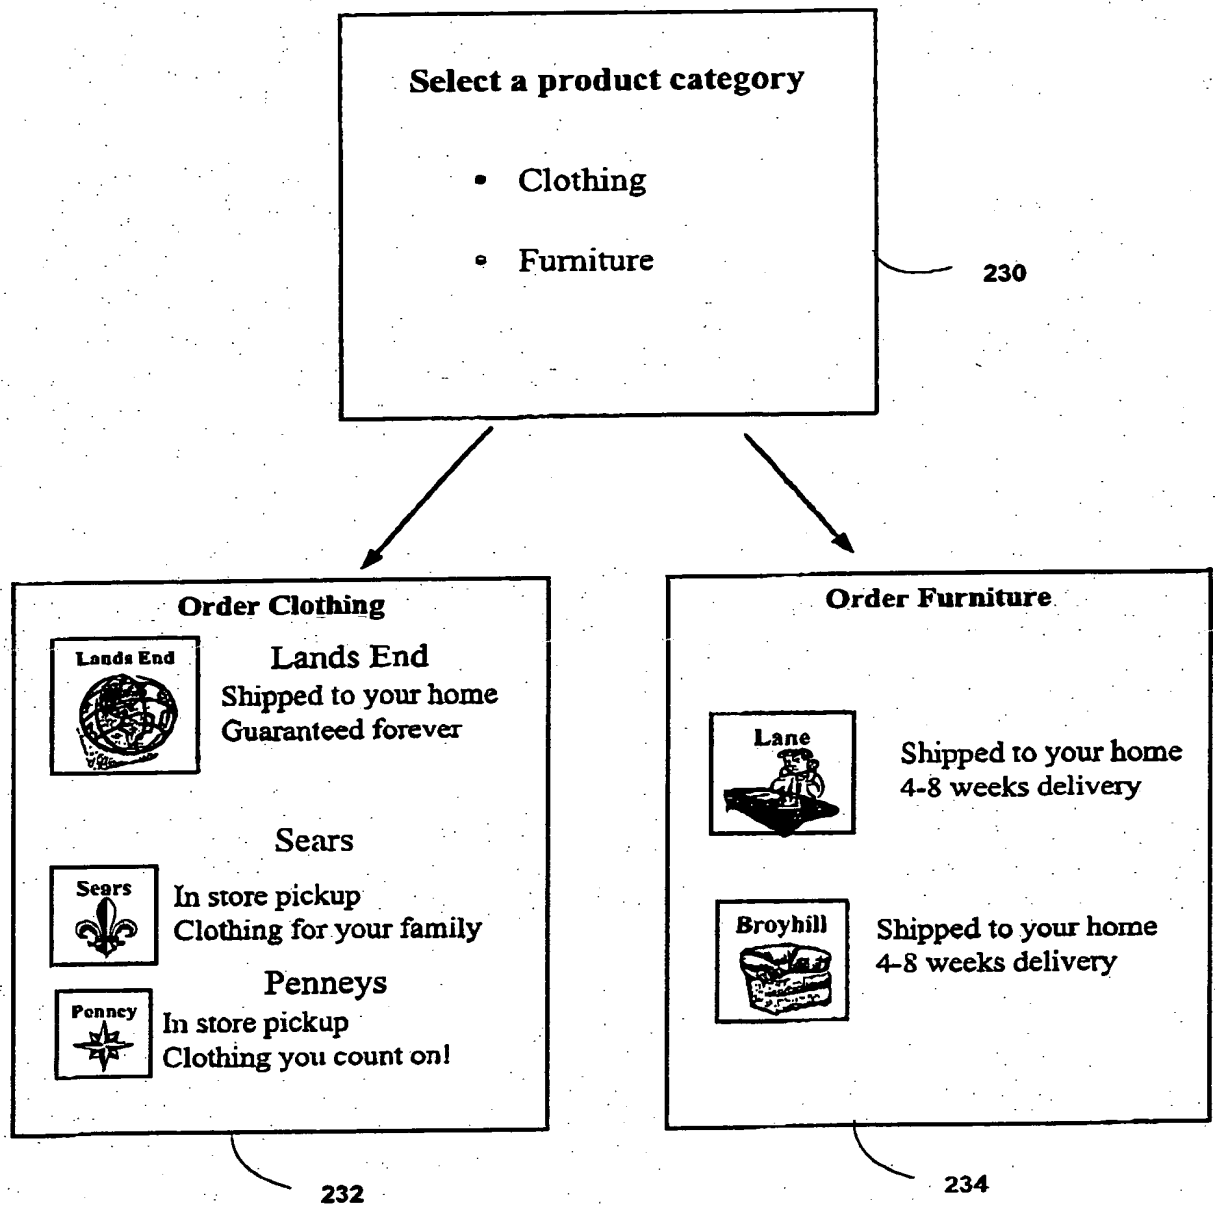 Select a product category
• Clothing
• Furniture
230
Order Clothing
Lands End
Lands End
Shipped to your home
Guaranteed forever
Sears
Sears
In store pickup
Clothing for your family
Penneys
Penney
In store pickup
Clothing you count on!
232
Order Furniture
Lane
Shipped to your home
4-8 weeks delivery
Broyhill
Shipped to your home
4-8 weeks delivery
234